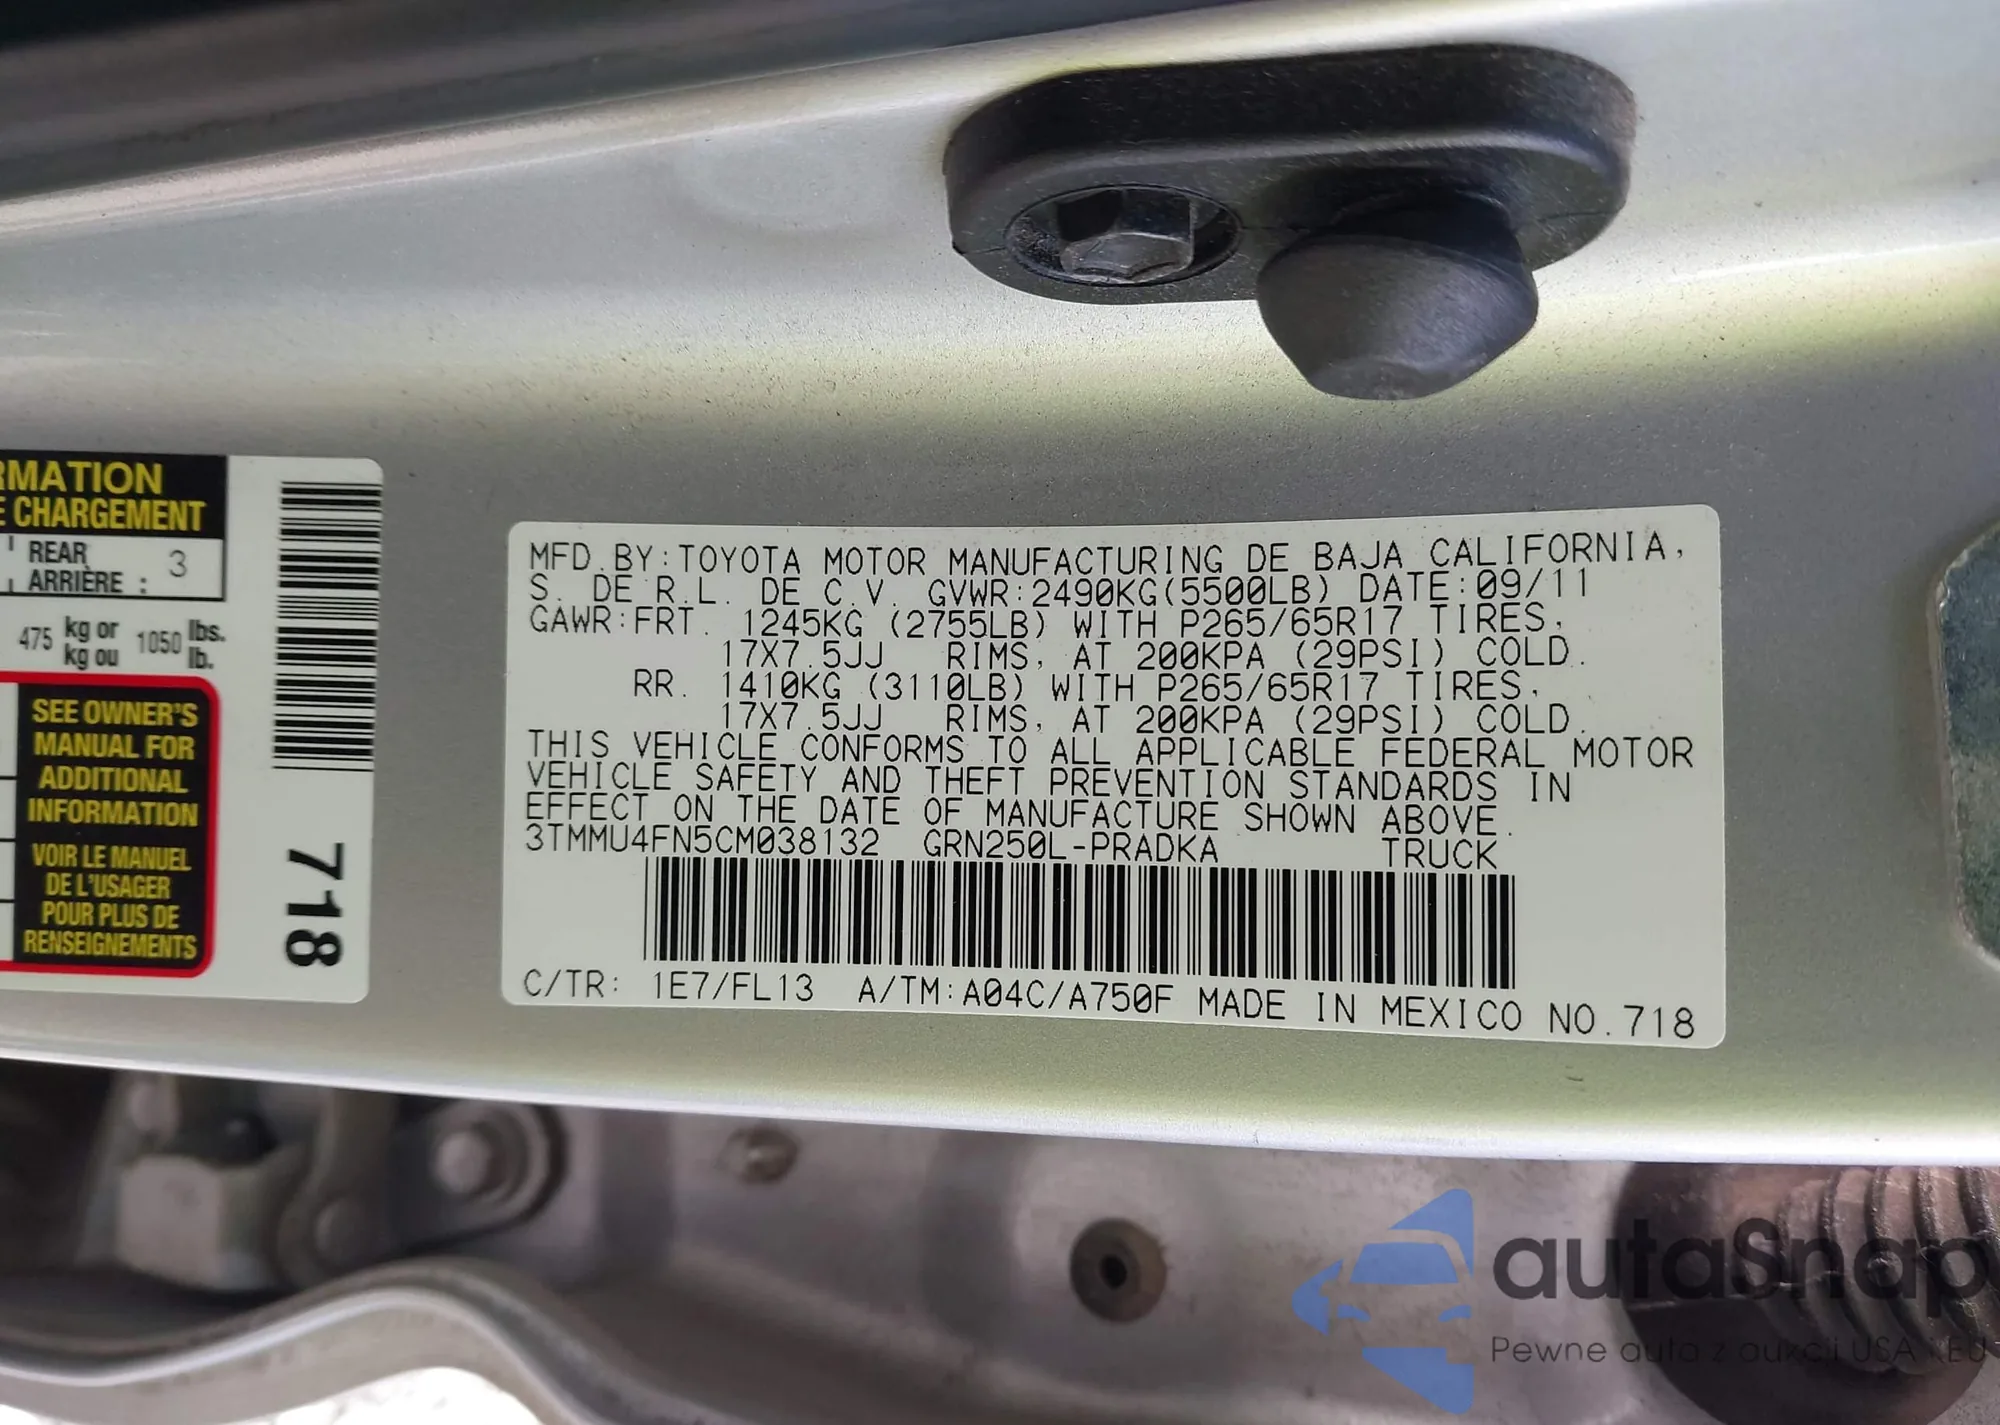 RMATION
E CHARGEMENT
REAR
ARRIÈRE : 3
475 kg or 1050 lbs.
kg ou lb.
SEE OWNER'S
MANUAL FOR
ADDITIONAL
INFORMATION
VOIR LE MANUEL
DE L'USAGER
POUR PLUS DE
RENSEIGNEMENTS
718
MFD.BY:TOYOTA MOTOR MANUFACTURING DE BAJA CALIFORNIA,
S. DE R.L. DE C.V. GVWR:2490KG(5500LB) DATE:09/11
GAWR:FRT. 1245KG (2755LB) WITH P265/65R17 TIRES,
17X7.5JJ RIMS, AT 200KPA (29PSI) COLD.
RR. 1410KG (3110LB) WITH P265/65R17 TIRES,
17X7.5JJ RIMS, AT 200KPA (29PSI) COLD.
THIS VEHICLE CONFORMS TO ALL APPLICABLE FEDERAL MOTOR
VEHICLE SAFETY AND THEFT PREVENTION STANDARDS IN
EFFECT ON THE DATE OF MANUFACTURE SHOWN ABOVE.
3TMMU4FN5CM038132 GRN250L-PRADKA TRUCK
C/TR: 1E7/FL13 A/TM:A04C/A750F MADE IN MEXICO NO.718
autaSnap
Pewne auta z aukcji USA i EU